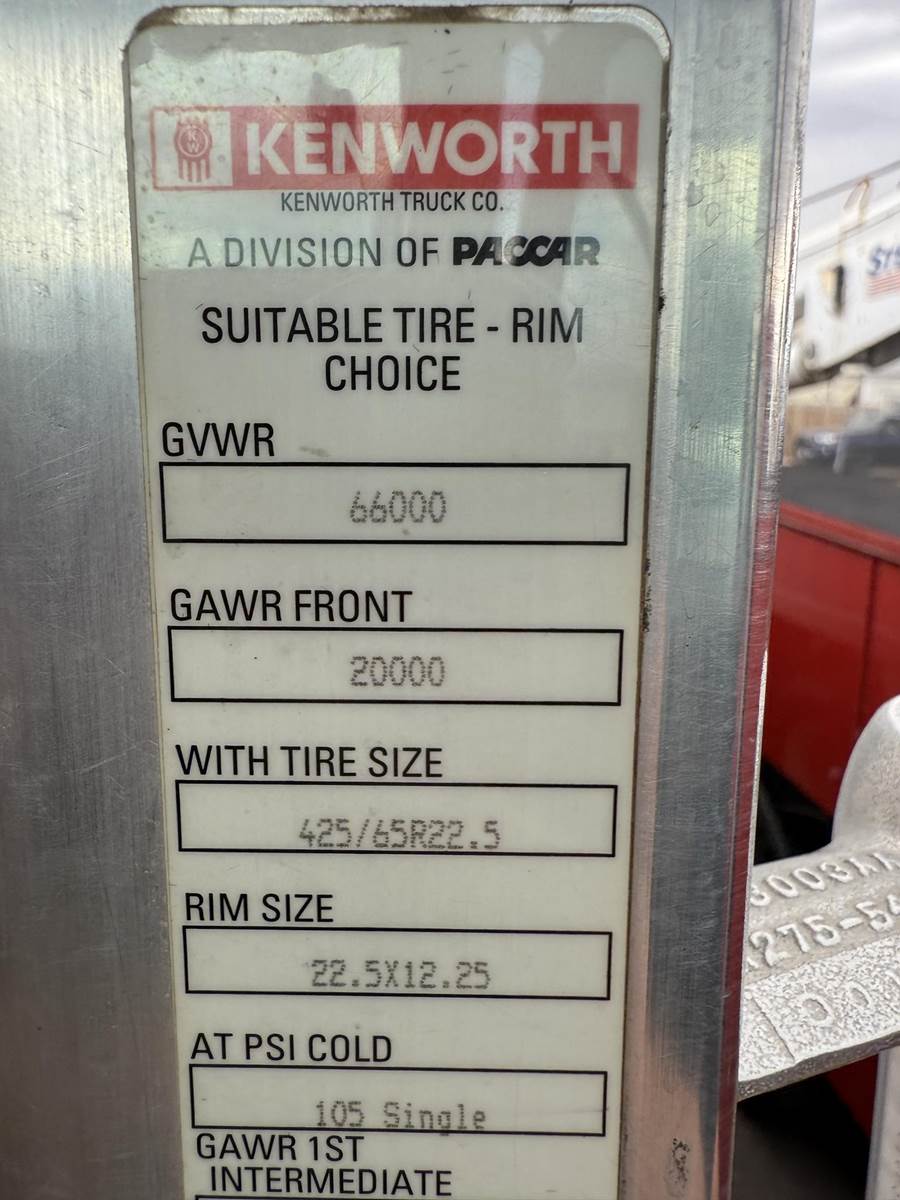 KW KENWORTH
KENWORTH TRUCK CO.
A DIVISION OF PACCAR
SUITABLE TIRE - RIM
CHOICE
GVWR
66000
GAWR FRONT
20000
WITH TIRE SIZE
425/65R22.5
RIM SIZE
22.5X12.25
AT PSI COLD
105 Single
GAWR 1ST
INTERMEDIATE